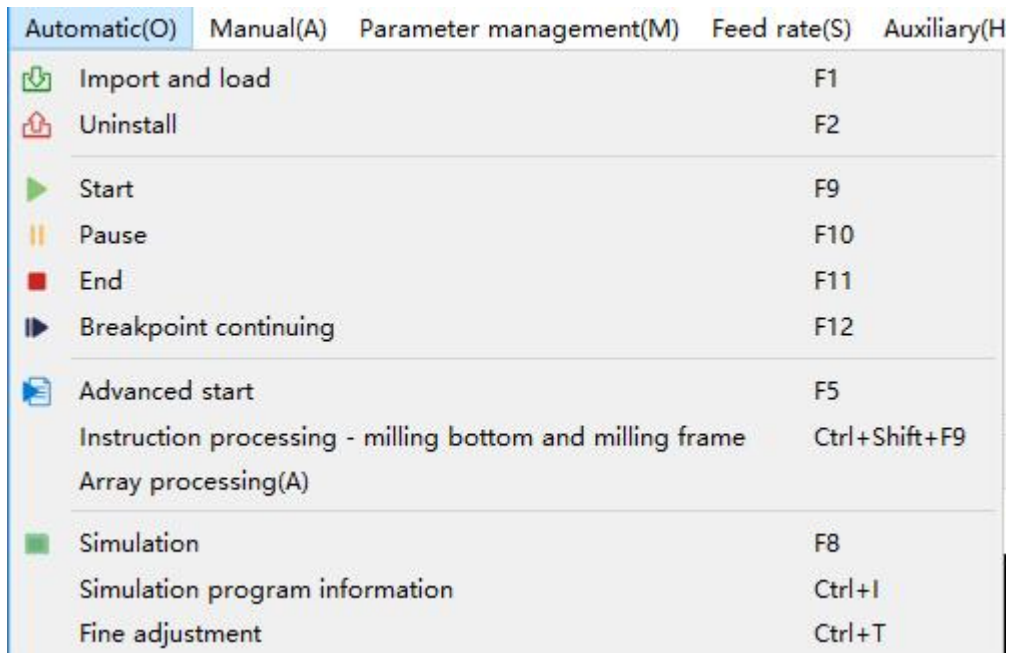 Automatic(O) Manual(A) Parameter management(M) Feed rate(S) Auxiliary(H
Import and load F1
Uninstall F2
Start F9
Pause F10
End F11
Breakpoint continuing F12
Advanced start F5
Instruction processing - milling bottom and milling frame Ctrl+Shift+F9
Array processing(A)
Simulation F8
Simulation program information Ctrl+I
Fine adjustment Ctrl+T